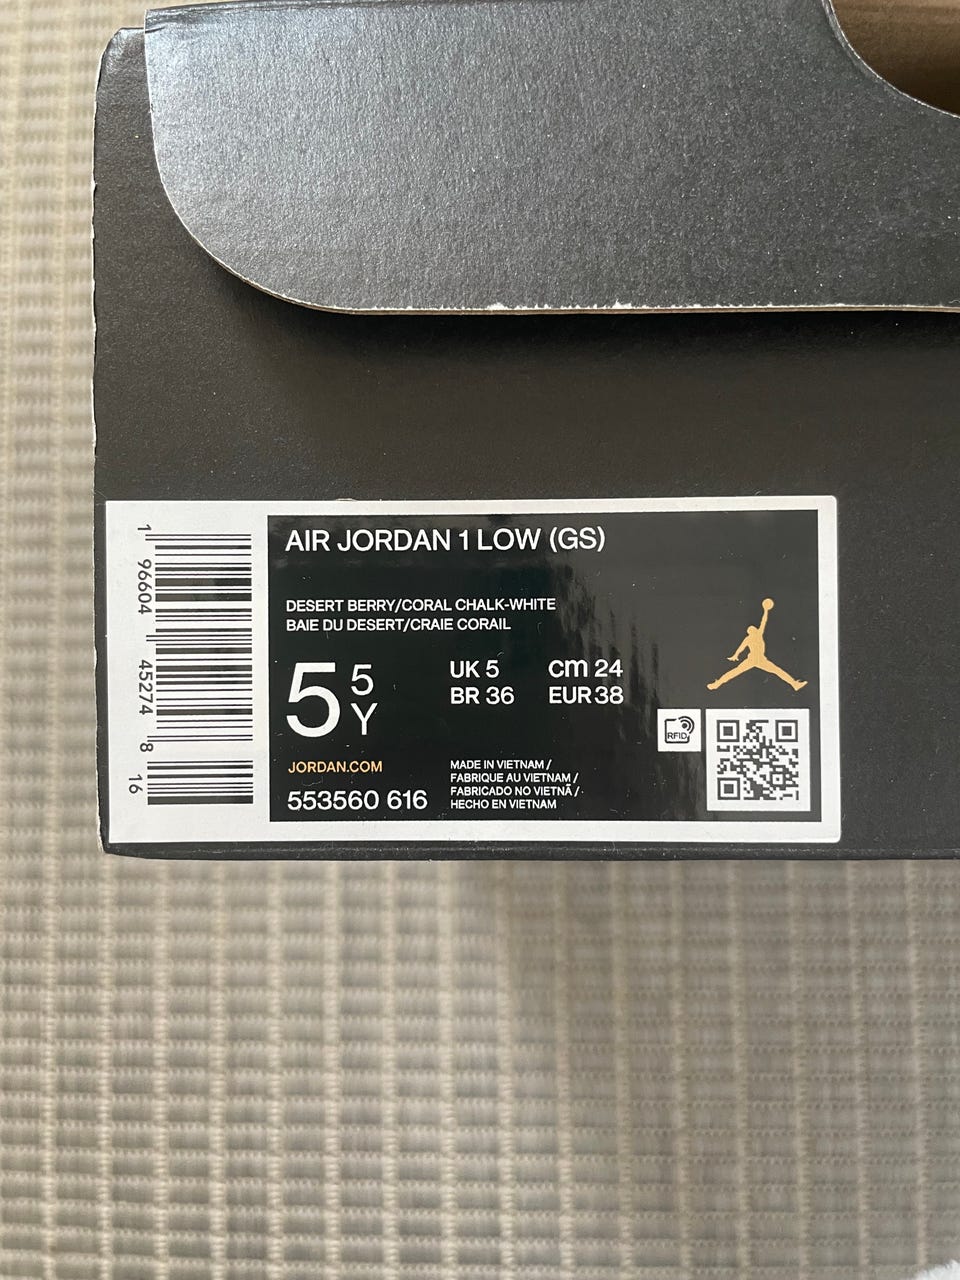 AIR JORDAN 1 LOW (GS)
DESERT BERRY/CORAL CHALK-WHITE
BAIE DU DESERT/CRAIE CORAIL
5 5 Y
UK 5 cm 24
BR 36 EUR 38
JORDAN.COM
553560 616
MADE IN VIETNAM /
FABRIQUE AU VIETNAM /
FABRICADO NO VIETNÃ /
HECHO EN VIETNAM
RFID
1 96604 45274 8 16